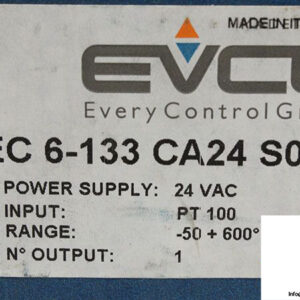 MADE IN IT
EVCO
Every Control Gr
EC 6-133 CA24 S0
POWER SUPPLY: 24 VAC
INPUT: PT 100
RANGE: -50 + 600°
N° OUTPUT: 1